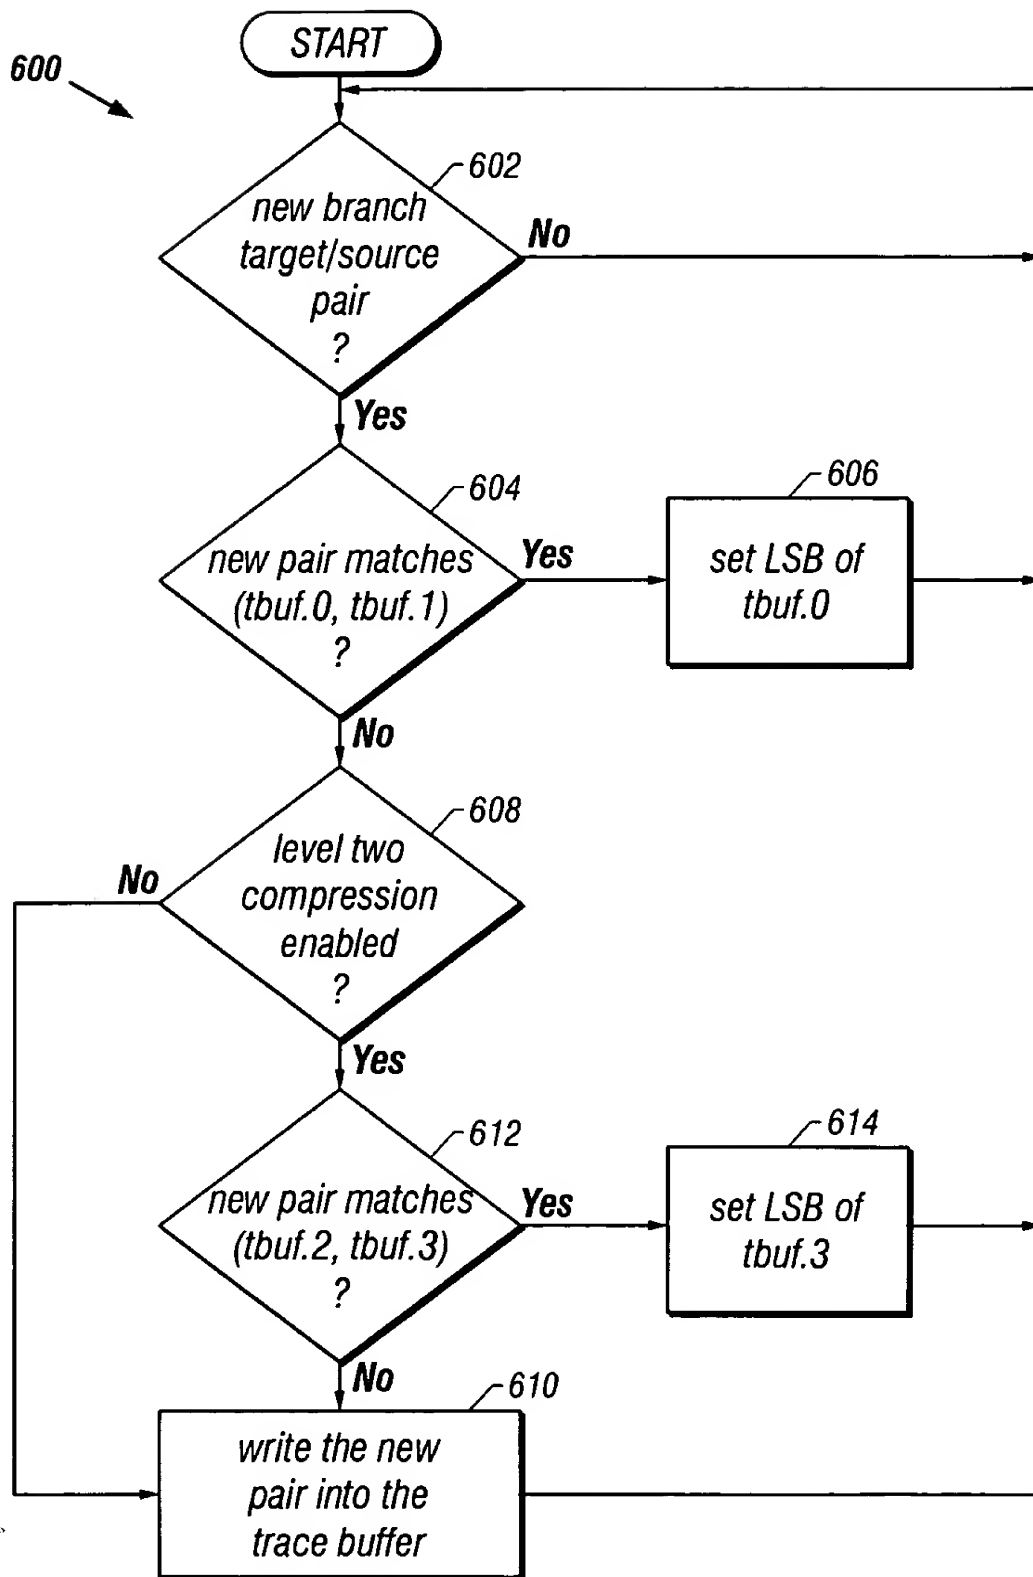 START
600
602
new branch
target/source
pair
?
No
Yes
604
new pair matches
(tbuf.0, tbuf.1)
?
Yes
606
set LSB of
tbuf.0
No
608
level two
compression
enabled
?
No
Yes
612
new pair matches
(tbuf.2, tbuf.3)
?
Yes
614
set LSB of
tbuf.3
No
610
write the new
pair into the
trace buffer